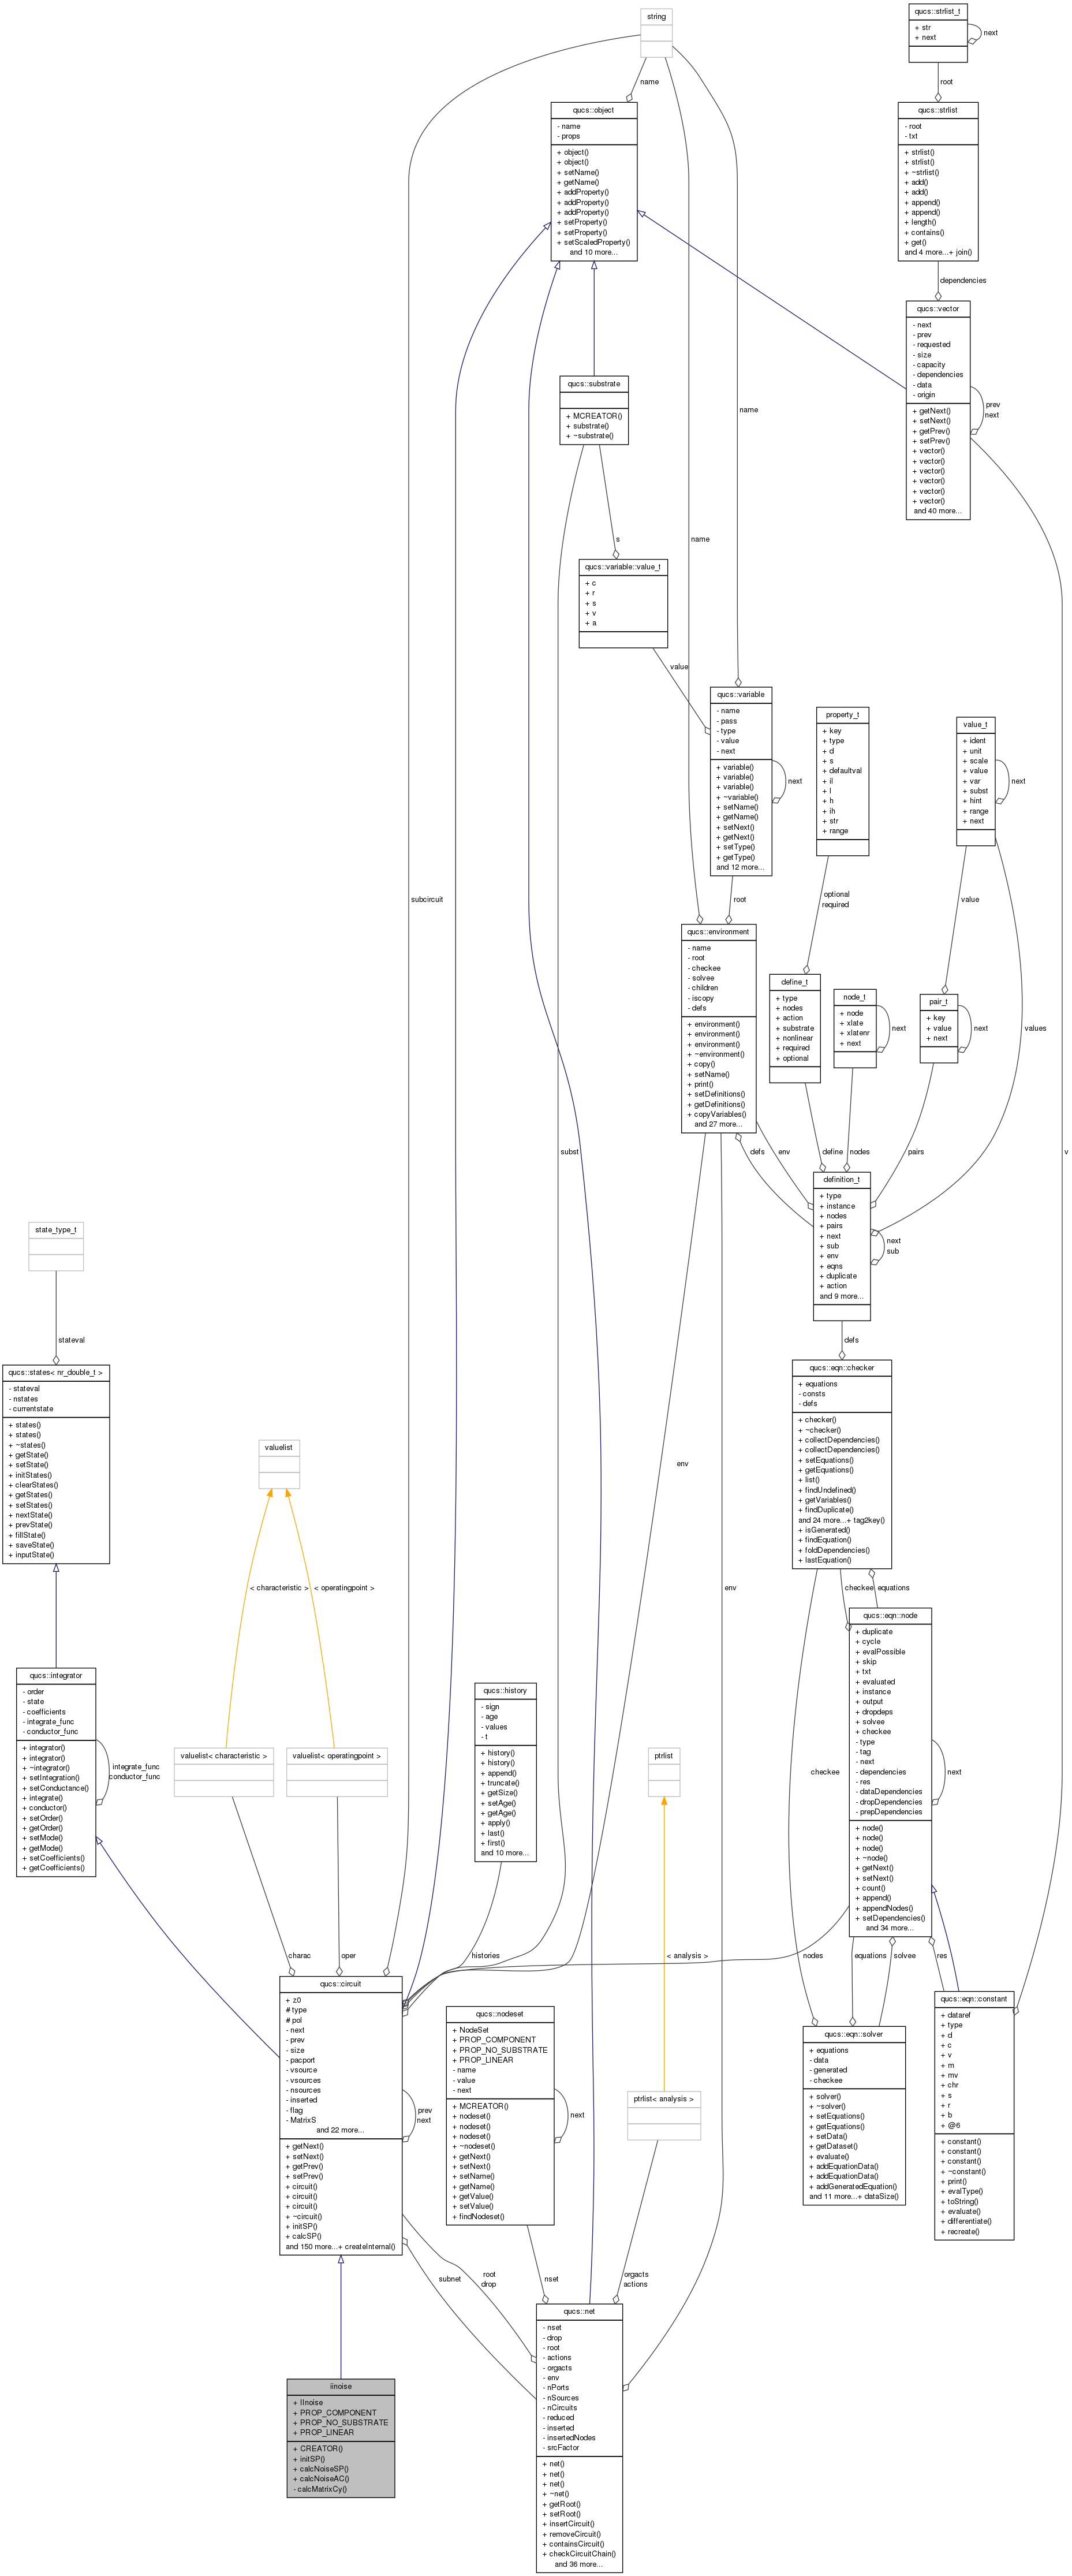 string
qucs::strlist_t
+ str
+ next
next
root
name
qucs::object
- name
- props
+ object()
+ object()
+ setName()
+ getName()
+ addProperty()
+ addProperty()
+ addProperty()
+ setProperty()
+ setProperty()
+ setScaledProperty()
and 10 more...
qucs::strlist
- root
- txt
+ strlist()
+ strlist()
+ ~strlist()
+ add()
+ add()
+ append()
+ append()
+ length()
+ contains()
+ get()
and 4 more...+ join()
dependencies
qucs::vector
- next
- prev
- requested
- size
- capacity
- dependencies
- data
- origin
+ getNext()
+ setNext()
+ getPrev()
+ setPrev()
+ vector()
+ vector()
+ vector()
+ vector()
+ vector()
+ vector()
and 40 more...
prev
next
qucs::substrate
+ MCREATOR()
+ substrate()
+ ~substrate()
name
name
s
qucs::variable::value_t
+ c
+ r
+ s
+ v
+ a
value
qucs::variable
- name
- pass
- type
- value
- next
+ variable()
+ variable()
+ variable()
+ ~variable()
+ setName()
+ getName()
+ setNext()
+ getNext()
+ setType()
+ getType()
and 12 more...
next
property_t
+ key
+ type
+ d
+ s
+ defaultval
+ il
+ l
+ h
+ ih
+ str
+ range
value_t
+ ident
+ unit
+ scale
+ value
+ var
+ subst
+ hint
+ range
+ next
next
subcircuit
root
optional
required
value
qucs::environment
- name
- root
- checkee
- solvee
- children
- iscopy
- defs
+ environment()
+ environment()
+ environment()
+ ~environment()
+ copy()
+ setName()
+ print()
+ setDefinitions()
+ getDefinitions()
+ copyVariables()
and 27 more...
define_t
+ type
+ nodes
+ action
+ substrate
+ nonlinear
+ required
+ optional
node_t
+ node
+ xlate
+ xlatenr
+ next
next
pair_t
+ key
+ value
+ next
next
values
subst
defs
env
define
nodes
pairs
v
definition_t
+ type
+ instance
+ nodes
+ pairs
+ next
+ sub
+ env
+ eqns
+ duplicate
+ action
and 9 more...
next
sub
state_type_t
stateval
defs
qucs::states< nr_double_t >
- stateval
- nstates
- currentstate
+ states()
+ states()
+ ~states()
+ getState()
+ setState()
+ initStates()
+ clearStates()
+ getStates()
+ setStates()
+ nextState()
+ prevState()
+ fillState()
+ saveState()
+ inputState()
qucs::eqn::checker
+ equations
- consts
- defs
+ checker()
+ ~checker()
+ collectDependencies()
+ collectDependencies()
+ setEquations()
+ getEquations()
+ list()
+ findUndefined()
+ getVariables()
+ findDuplicate()
and 24 more...+ tag2key()
+ isGenerated()
+ findEquation()
+ foldDependencies()
+ lastEquation()
valuelist
env
< characteristic >
< operatingpoint >
env
checkee
equations
qucs::eqn::node
+ duplicate
+ cycle
+ evalPossible
+ skip
+ txt
+ evaluated
+ instance
+ output
+ dropdeps
+ solvee
+ checkee
- type
- tag
- next
- dependencies
- res
- dataDependencies
- dropDependencies
- prepDependencies
+ node()
+ node()
+ node()
+ ~node()
+ getNext()
+ setNext()
+ count()
+ append()
+ appendNodes()
+ setDependencies()
and 34 more...
next
qucs::integrator
- order
- state
- coefficients
- integrate_func
- conductor_func
+ integrator()
+ integrator()
+ ~integrator()
+ setIntegration()
+ setConductance()
+ integrate()
+ conductor()
+ setOrder()
+ getOrder()
+ setMode()
+ getMode()
+ setCoefficients()
+ getCoefficients()
integrate_func
conductor_func
valuelist< characteristic >
valuelist< operatingpoint >
qucs::history
- sign
- age
- values
- t
+ history()
+ history()
+ append()
+ truncate()
+ getSize()
+ setAge()
+ getAge()
+ apply()
+ last()
+ first()
and 10 more...
ptrlist
checkee
charac
oper
histories
< analysis >
nodes
equations
solvee
res
qucs::circuit
+ z0
# type
# pol
- next
- prev
- size
- pacport
- vsource
- vsources
- nsources
- inserted
- flag
- MatrixS
and 22 more...
+ getNext()
+ setNext()
+ getPrev()
+ setPrev()
+ circuit()
+ circuit()
+ circuit()
+ ~circuit()
+ initSP()
+ calcSP()
and 150 more...+ createInternal()
prev
next
qucs::nodeset
+ NodeSet
+ PROP_COMPONENT
+ PROP_NO_SUBSTRATE
+ PROP_LINEAR
- name
- value
- next
+ MCREATOR()
+ nodeset()
+ nodeset()
+ nodeset()
+ ~nodeset()
+ getNext()
+ setNext()
+ setName()
+ getName()
+ getValue()
+ setValue()
+ findNodeset()
next
ptrlist< analysis >
qucs::eqn::solver
+ equations
- data
- generated
- checkee
+ solver()
+ ~solver()
+ setEquations()
+ getEquations()
+ setData()
+ getDataset()
+ evaluate()
+ addEquationData()
+ addEquationData()
+ addGeneratedEquation()
and 11 more...+ dataSize()
qucs::eqn::constant
+ dataref
+ type
+ d
+ c
+ v
+ m
+ mv
+ chr
+ s
+ r
+ b
+ @6
+ constant()
+ constant()
+ constant()
+ ~constant()
+ print()
+ evalType()
+ toString()
+ evaluate()
+ differentiate()
+ recreate()
subnet
root
drop
nset
orgacts
actions
iinoise
+ IInoise
+ PROP_COMPONENT
+ PROP_NO_SUBSTRATE
+ PROP_LINEAR
+ CREATOR()
+ initSP()
+ calcNoiseSP()
+ calcNoiseAC()
- calcMatrixCy()
qucs::net
- nset
- drop
- root
- actions
- orgacts
- env
- nPorts
- nSources
- nCircuits
- reduced
- inserted
- insertedNodes
- srcFactor
+ net()
+ net()
+ net()
+ ~net()
+ getRoot()
+ setRoot()
+ insertCircuit()
+ removeCircuit()
+ containsCircuit()
+ checkCircuitChain()
and 36 more...